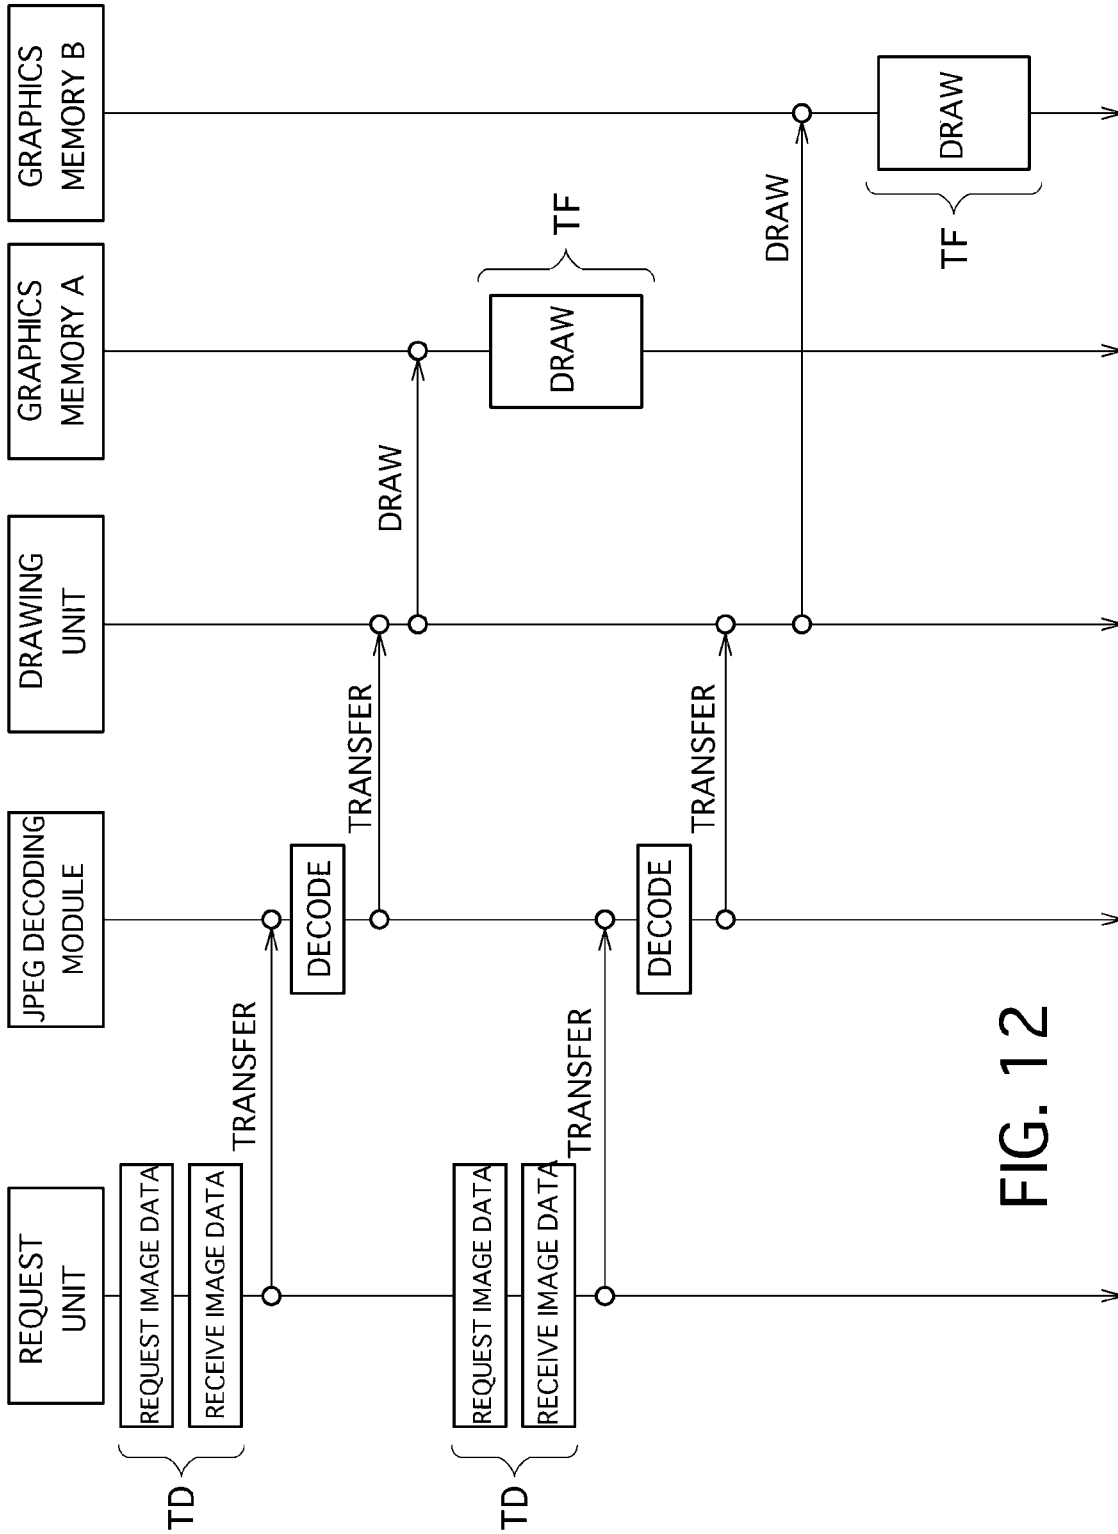 REQUEST
UNIT
JPEG DECODING
MODULE
DRAWING
UNIT
GRAPHICS
MEMORY A
GRAPHICS
MEMORY B
TD
REQUEST IMAGE DATA
RECEIVE IMAGE DATA
TRANSFER
DECODE
TRANSFER
DRAW
DRAW
TF
TD
REQUEST IMAGE DATA
RECEIVE IMAGE DATA
TRANSFER
DECODE
TRANSFER
DRAW
DRAW
TF
FIG. 12